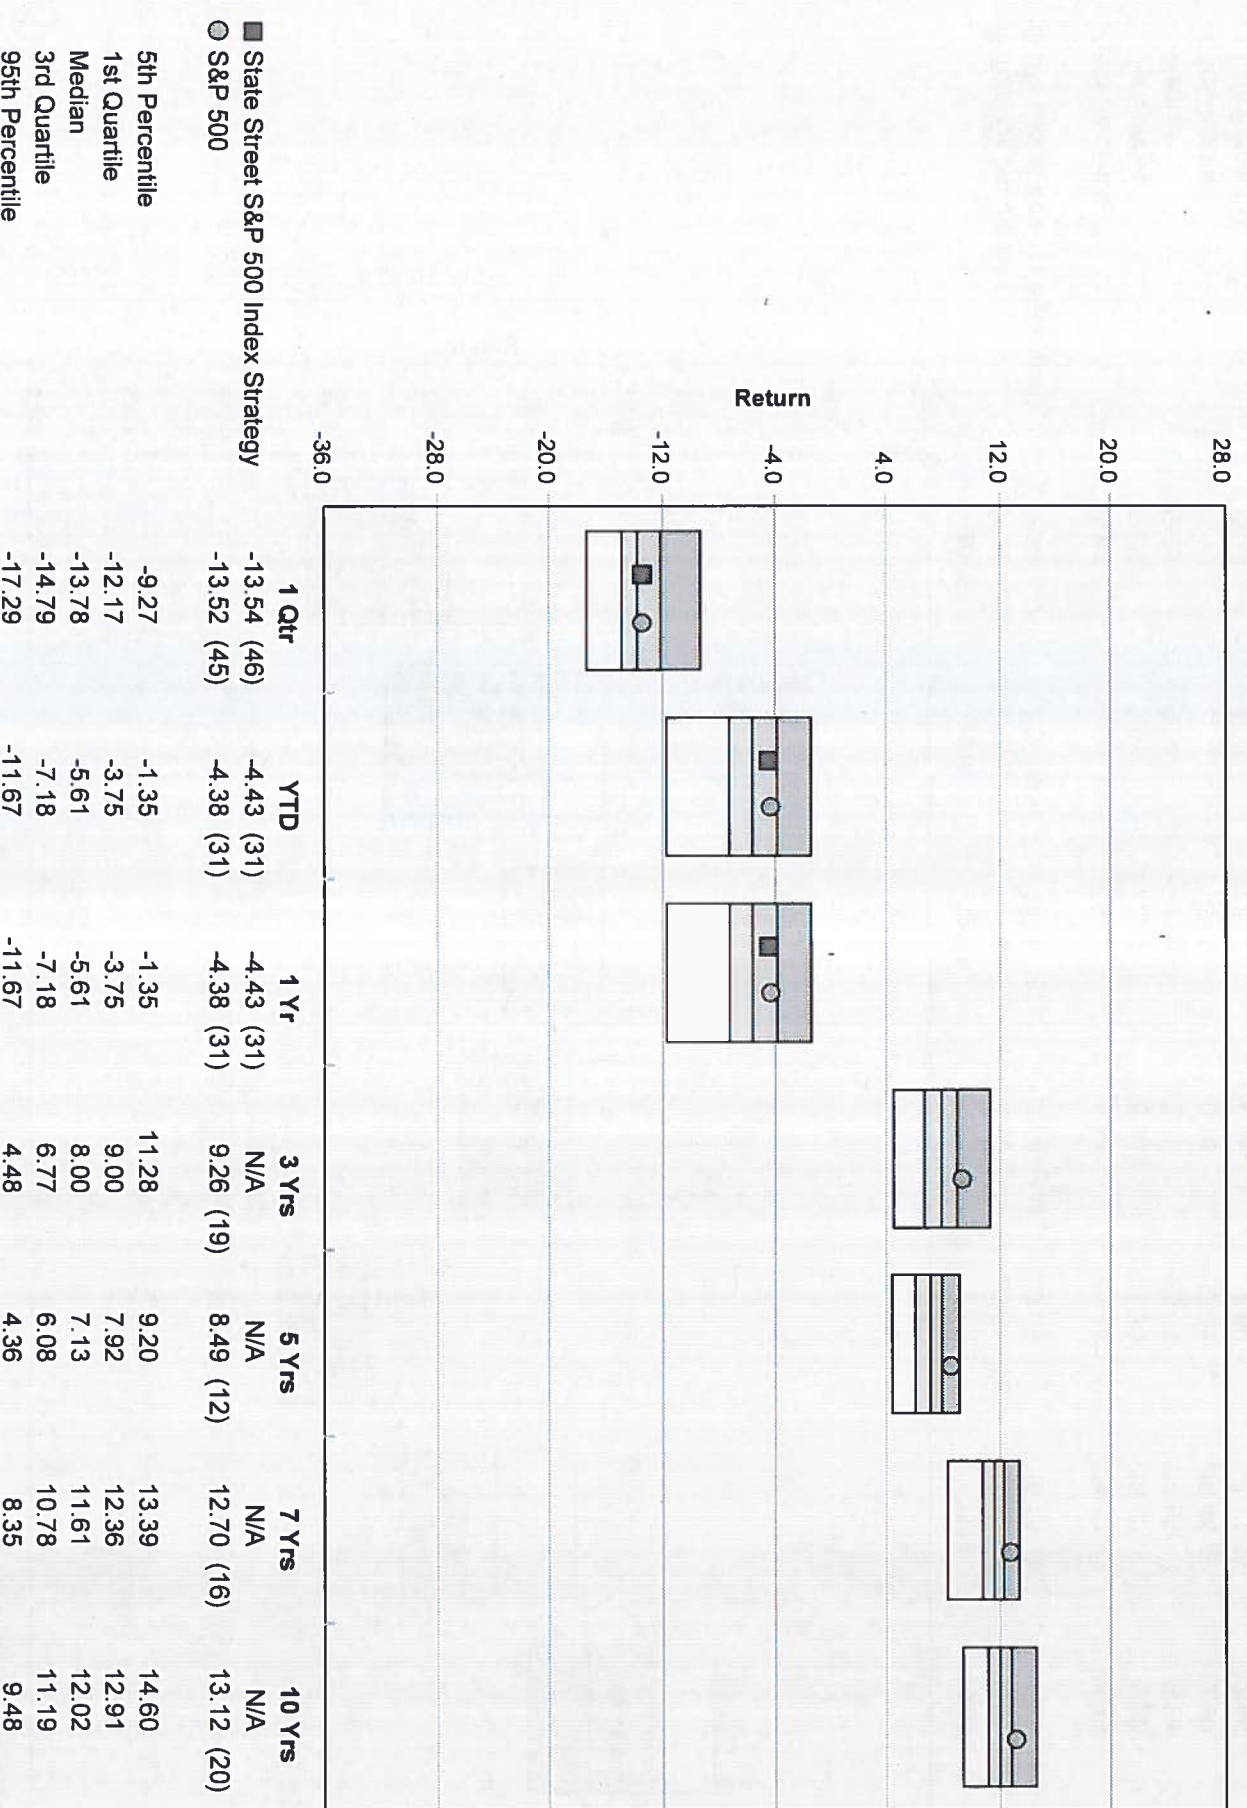 Return
28.0
20.0
12.0
4.0
-4.0
-12.0
-20.0
-28.0
-36.0
1 Qtr YTD 1 Yr 3 Yrs 5 Yrs 7 Yrs 10 Yrs
■ State Street S&P 500 Index Strategy -13.54 (46) -4.43 (31) -4.43 (31) N/A N/A N/A N/A
○ S&P 500 -13.52 (45) -4.38 (31) -4.38 (31) 9.26 (19) 8.49 (12) 12.70 (16) 13.12 (20)
5th Percentile -9.27 -1.35 -1.35 11.28 9.20 13.39 14.60
1st Quartile -12.17 -3.75 -3.75 9.00 7.92 12.36 12.91
Median -13.78 -5.61 -5.61 8.00 7.13 11.61 12.02
3rd Quartile -14.79 -7.18 -7.18 6.77 6.08 10.78 11.19
95th Percentile -17.29 -11.67 -11.67 4.48 4.36 8.35 9.48